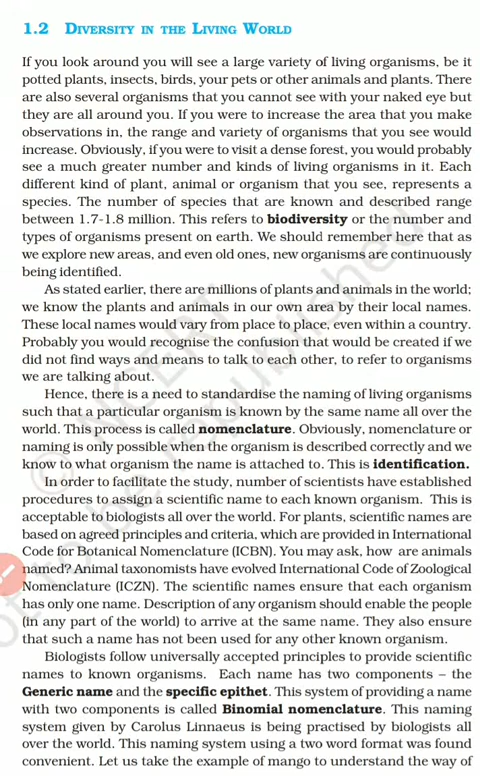 1.2 DIVERSITY IN THE LIVING WORLD
If you look around you will see a large variety of living organisms, be it
potted plants, insects, birds, your pets or other animals and plants. There
are also several organisms that you cannot see with your naked eye but
they are all around you. If you were to increase the area that you make
observations in, the range and variety of organisms that you see would
increase. Obviously, if you were to visit a dense forest, you would probably
see a much greater number and kinds of living organisms in it. Each
different kind of plant, animal or organism that you see, represents a
species. The number of species that are known and described range
between 1.7-1.8 million. This refers to biodiversity or the number and
types of organisms present on earth. We should remember here that as
we explore new areas, and even old ones, new organisms are continuously
being identified.
As stated earlier, there are millions of plants and animals in the world;
we know the plants and animals in our own area by their local names.
These local names would vary from place to place, even within a country.
Probably you would recognise the confusion that would be created if we
did not find ways and means to talk to each other, to refer to organisms
we are talking about.
Hence, there is a need to standardise the naming of living organisms
such that a particular organism is known by the same name all over the
world. This process is called nomenclature. Obviously, nomenclature or
naming is only possible when the organism is described correctly and we
know to what organism the name is attached to. This is identification.
In order to facilitate the study, number of scientists have established
procedures to assign a scientific name to each known organism. This is
acceptable to biologists all over the world. For plants, scientific names are
based on agreed principles and criteria, which are provided in International
Code for Botanical Nomenclature (ICBN). You may ask, how are animals
named? Animal taxonomists have evolved International Code of Zoological
Nomenclature (ICZN). The scientific names ensure that each organism
has only one name. Description of any organism should enable the people
(in any part of the world) to arrive at the same name. They also ensure
that such a name has not been used for any other known organism.
Biologists follow universally accepted principles to provide scientific
names to known organisms. Each name has two components – the
Generic name and the specific epithet. This system of providing a name
with two components is called Binomial nomenclature. This naming
system given by Carolus Linnaeus is being practised by biologists all
over the world. This naming system using a two word format was found
convenient. Let us take the example of mango to understand the way of
© NCERT
not to be republished